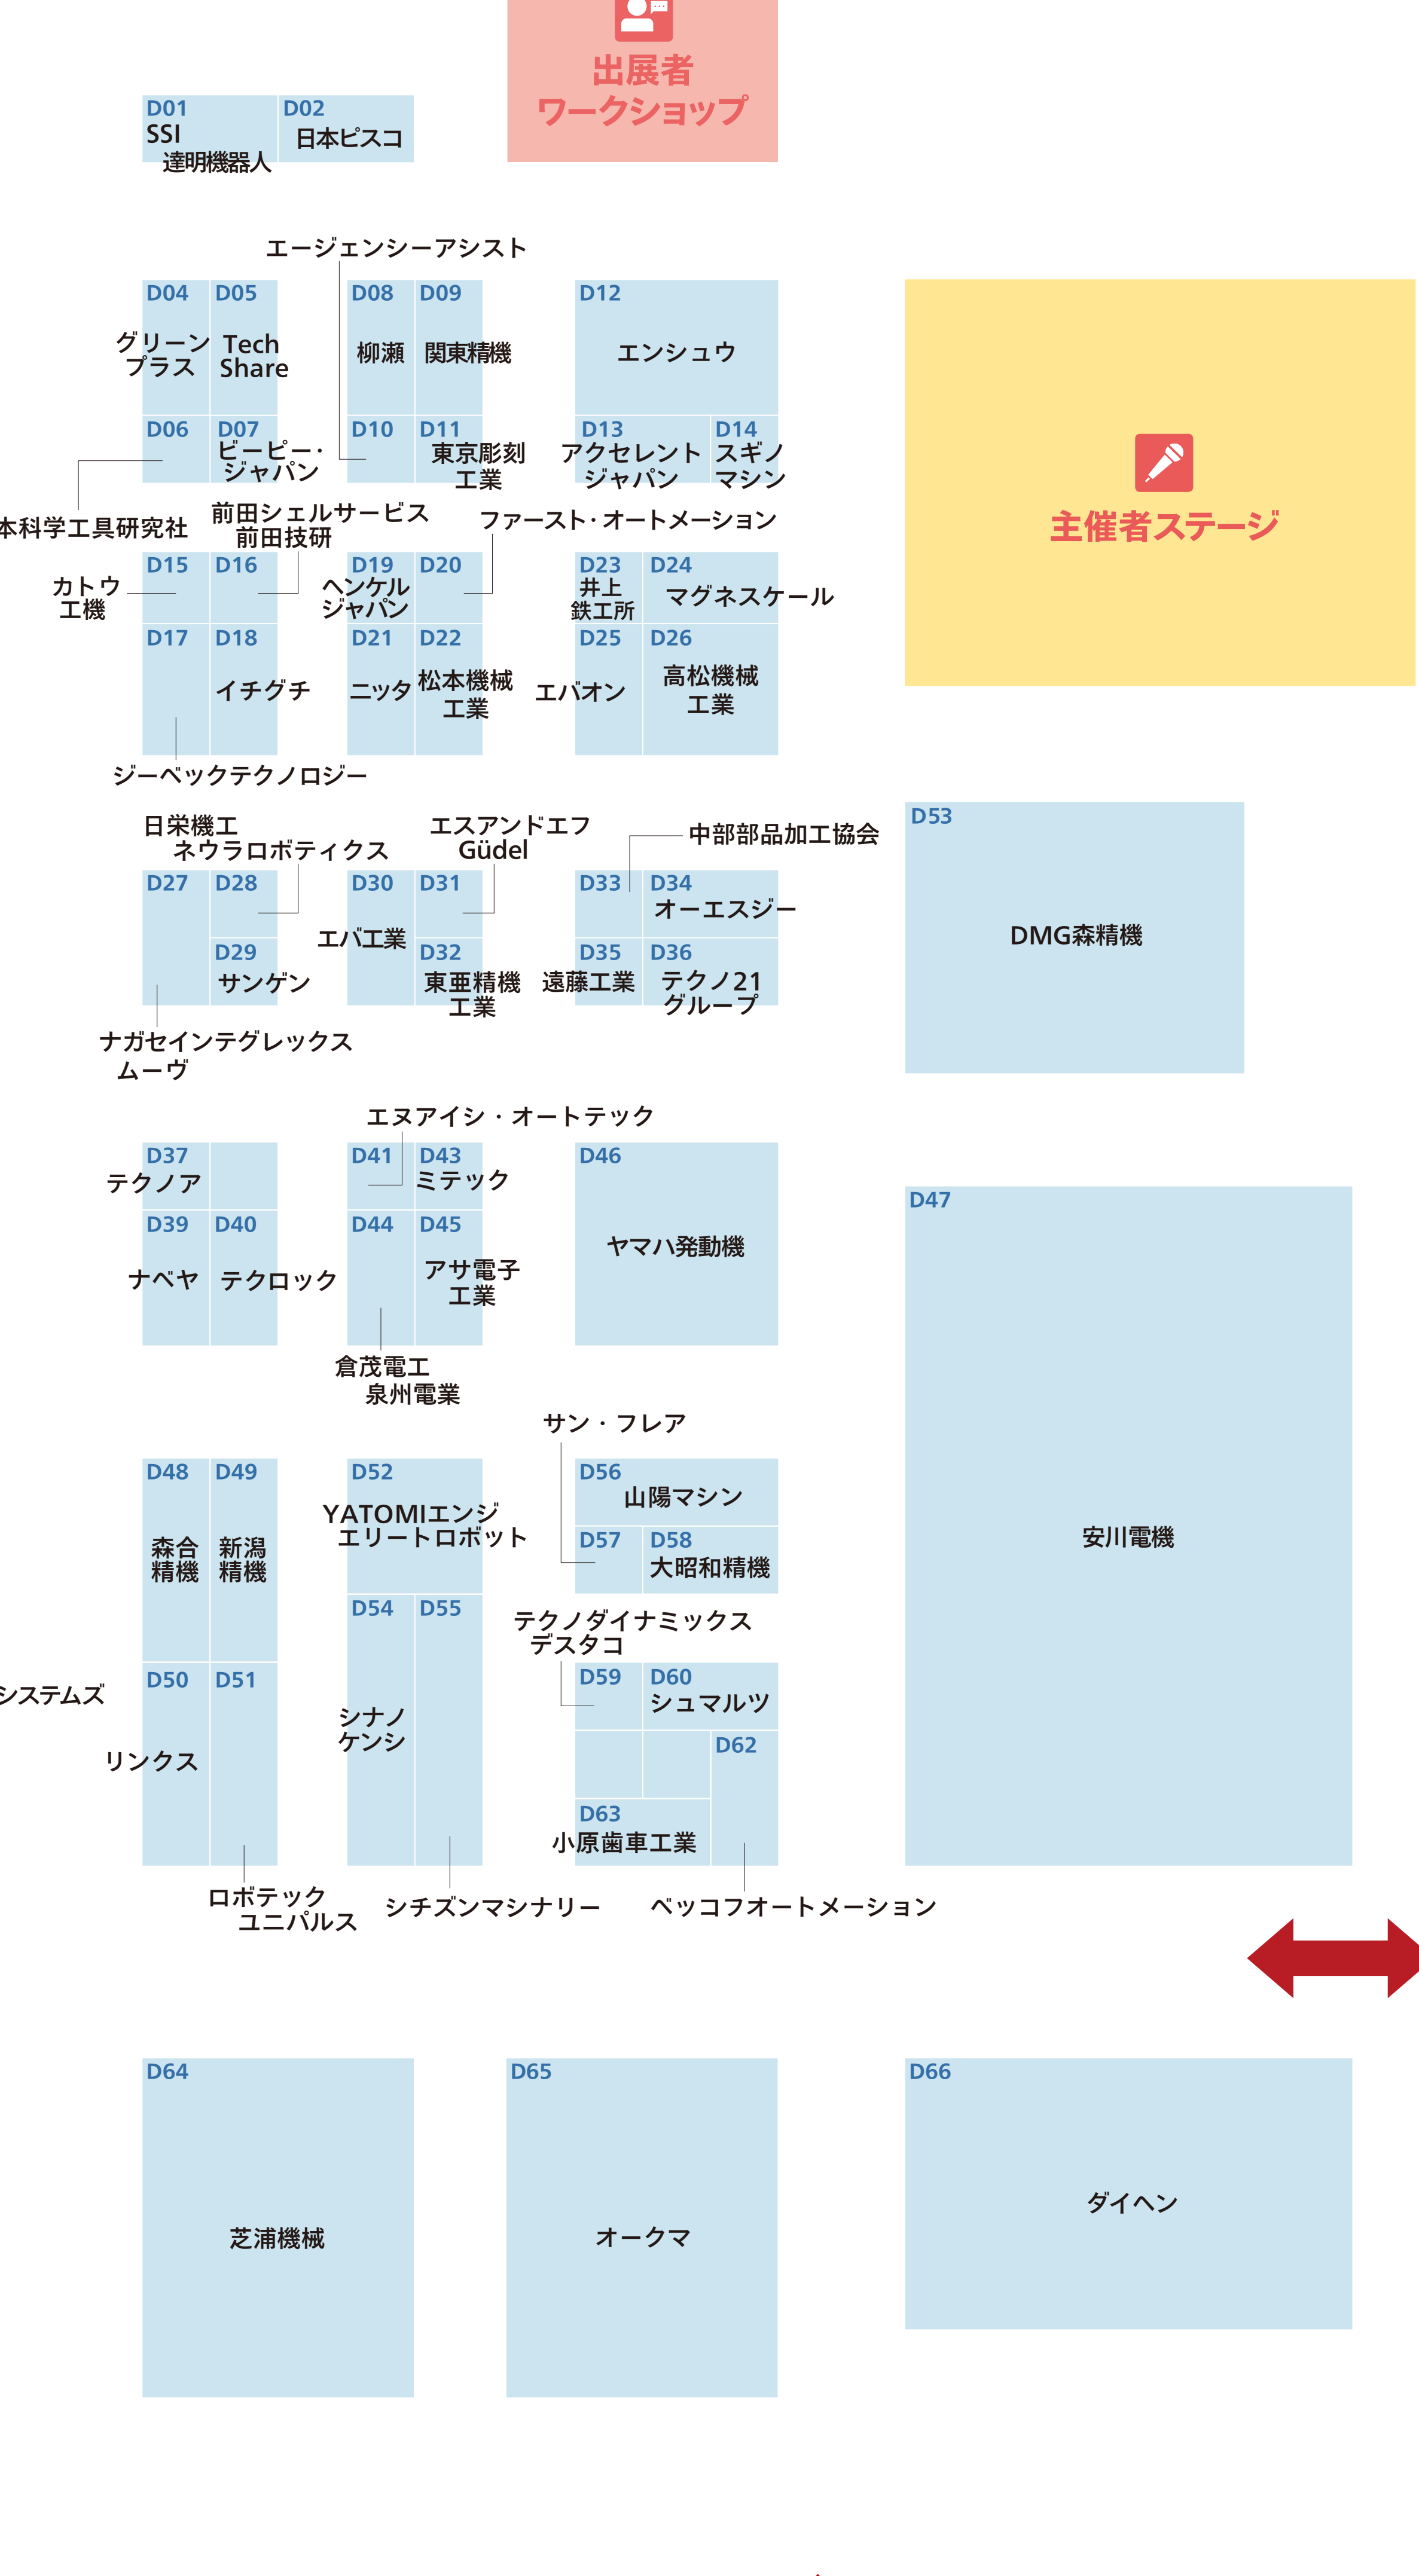 出展者
ワークショップ
D01
SSI
達明機器人
D02
日本ピスコ
エージェンシーアシスト
D04
グリーン
プラス
D05
Tech
Share
D08
柳瀬
D09
関東精機
D12
エンシュウ
D06
D07
ビーピー・
ジャパン
D10
D11
東京彫刻
工業
D13
アクセレント
ジャパン
D14
スギノ
マシン
主催者ステージ
本科学工具研究社
前田シェルサービス
前田技研
ファースト・オートメーション
カトウ
工機
D15
D16
D19
ヘンケル
ジャパン
D20
D23
井上
鉄工所
D24
マグネスケール
D17
D18
イチグチ
D21
ニッタ
D22
松本機械
工業
D25
エバオン
D26
高松機械
工業
ジーベックテクノロジー
日栄機工
ネウラロボティクス
エスアンドエフ
Güdel
中部部品加工協会
D53
DMG森精機
D27
D28
D30
エバ工業
D31
D33
D34
オーエスジー
D29
サンゲン
D32
東亜精機
工業
D35
遠藤工業
D36
テクノ21
グループ
ナガセインテグレックス
ムーヴ
エヌアイシ・オートテック
D37
テクノア
D41
D43
ミテック
D46
ヤマハ発動機
D47
安川電機
D39
ナベヤ
D40
テクロック
D44
D45
アサ電子
工業
倉茂電工
泉州電業
サン・フレア
D48
森合
精機
D49
新潟
精機
D52
YATOMIエンジ
エリートロボット
D56
山陽マシン
D57
D58
大昭和精機
D54
シナノ
ケンシ
D55
テクノダイナミックス
デスタコ
システムズ
D50
リンクス
D51
D59
D60
シュマルツ
D62
D63
小原歯車工業
ロボテック
ユニパルス
シチズンマシナリー
ベッコフオートメーション
D64
芝浦機械
D65
オークマ
D66
ダイヘン